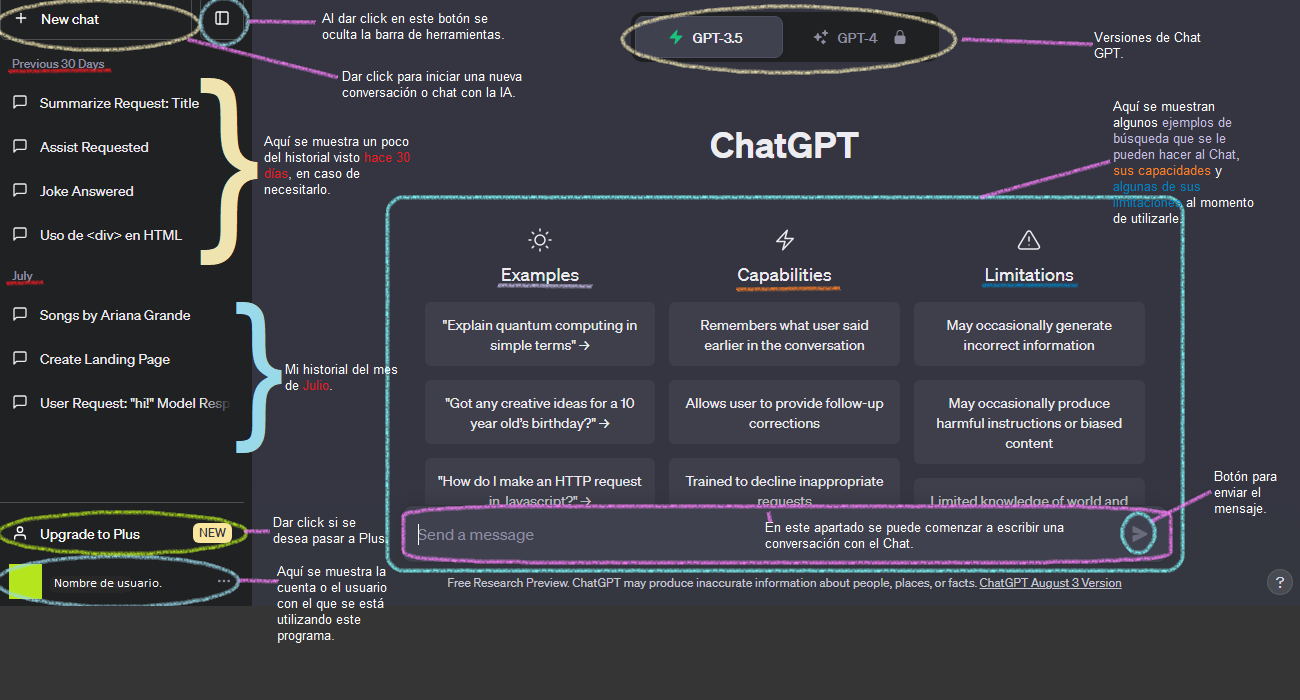 New chat
Al dar click en este botón se
oculta la barra de herramientas.
Dar click para iniciar una nueva
conversación o chat con la IA.
GPT-3.5
GPT-4
Versiones de Chat
GPT.
Previous 30 Days
Summarize Request: Title
Assist Requested
Joke Answered
Uso de <div> en HTML
Aquí se muestra un poco
del historial visto hace 30
días, en caso de
necesitarlo.
ChatGPT
Aquí se muestran
algunos ejemplos de
búsqueda que se le
pueden hacer al Chat,
sus capacidades y
algunas de sus
limitaciones al momento
de utilizarle.
July
Songs by Ariana Grande
Create Landing Page
User Request: "hi!" Model Resp
Mi historial del mes
de Julio.
Examples
"Explain quantum computing in
simple terms" →
"Got any creative ideas for a 10
year old's birthday?" →
"How do I make an HTTP request
in Javascript?" →
Capabilities
Remembers what user said
earlier in the conversation
Allows user to provide follow-up
corrections
Trained to decline inappropriate
requests
Limitations
May occasionally generate
incorrect information
May occasionally produce
harmful instructions or biased
content
Limited knowledge of world and
Botón para
enviar el
mensaje.
Send a message
En este apartado se puede comenzar a escribir una
conversación con el Chat.
Upgrade to Plus
NEW
Dar click si se
desea pasar a Plus.
Nombre de usuario.
Aquí se muestra la
cuenta o el usuario
con el que se está
utilizando este
programa.
Free Research Preview. ChatGPT may produce inaccurate information about people, places, or facts. ChatGPT August 3 Version
?